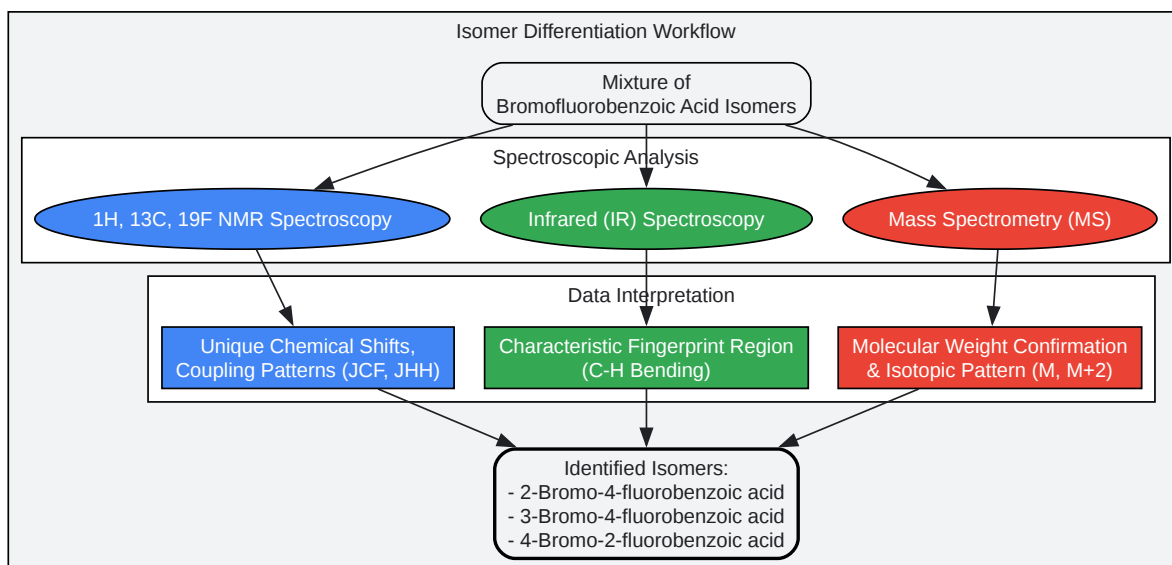 Isomer Differentiation Workflow
Mixture of
Bromofluorobenzoic Acid Isomers
Spectroscopic Analysis
1H, 13C, 19F NMR Spectroscopy
Infrared (IR) Spectroscopy
Mass Spectrometry (MS)
Data Interpretation
Unique Chemical Shifts,
Coupling Patterns (JCF, JHH)
Characteristic Fingerprint Region
(C-H Bending)
Molecular Weight Confirmation
& Isotopic Pattern (M, M+2)
Identified Isomers:
- 2-Bromo-4-fluorobenzoic acid
- 3-Bromo-4-fluorobenzoic acid
- 4-Bromo-2-fluorobenzoic acid